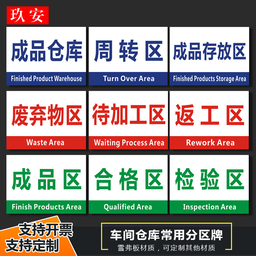 玖安
成品仓库 周转区 成品存放区
Finished Product Warehouse Turn Over Area Finished Products Storage Area
废弃物区 待加工区 返工区
Waste Area Waiting Process Area Rework Area
成品区 合格区 检验区
Finish Products Area Qualified Area Inspection Area
支持开票
支持定制
车间仓库常用分区牌
雪弗板材质,可定制其他材质